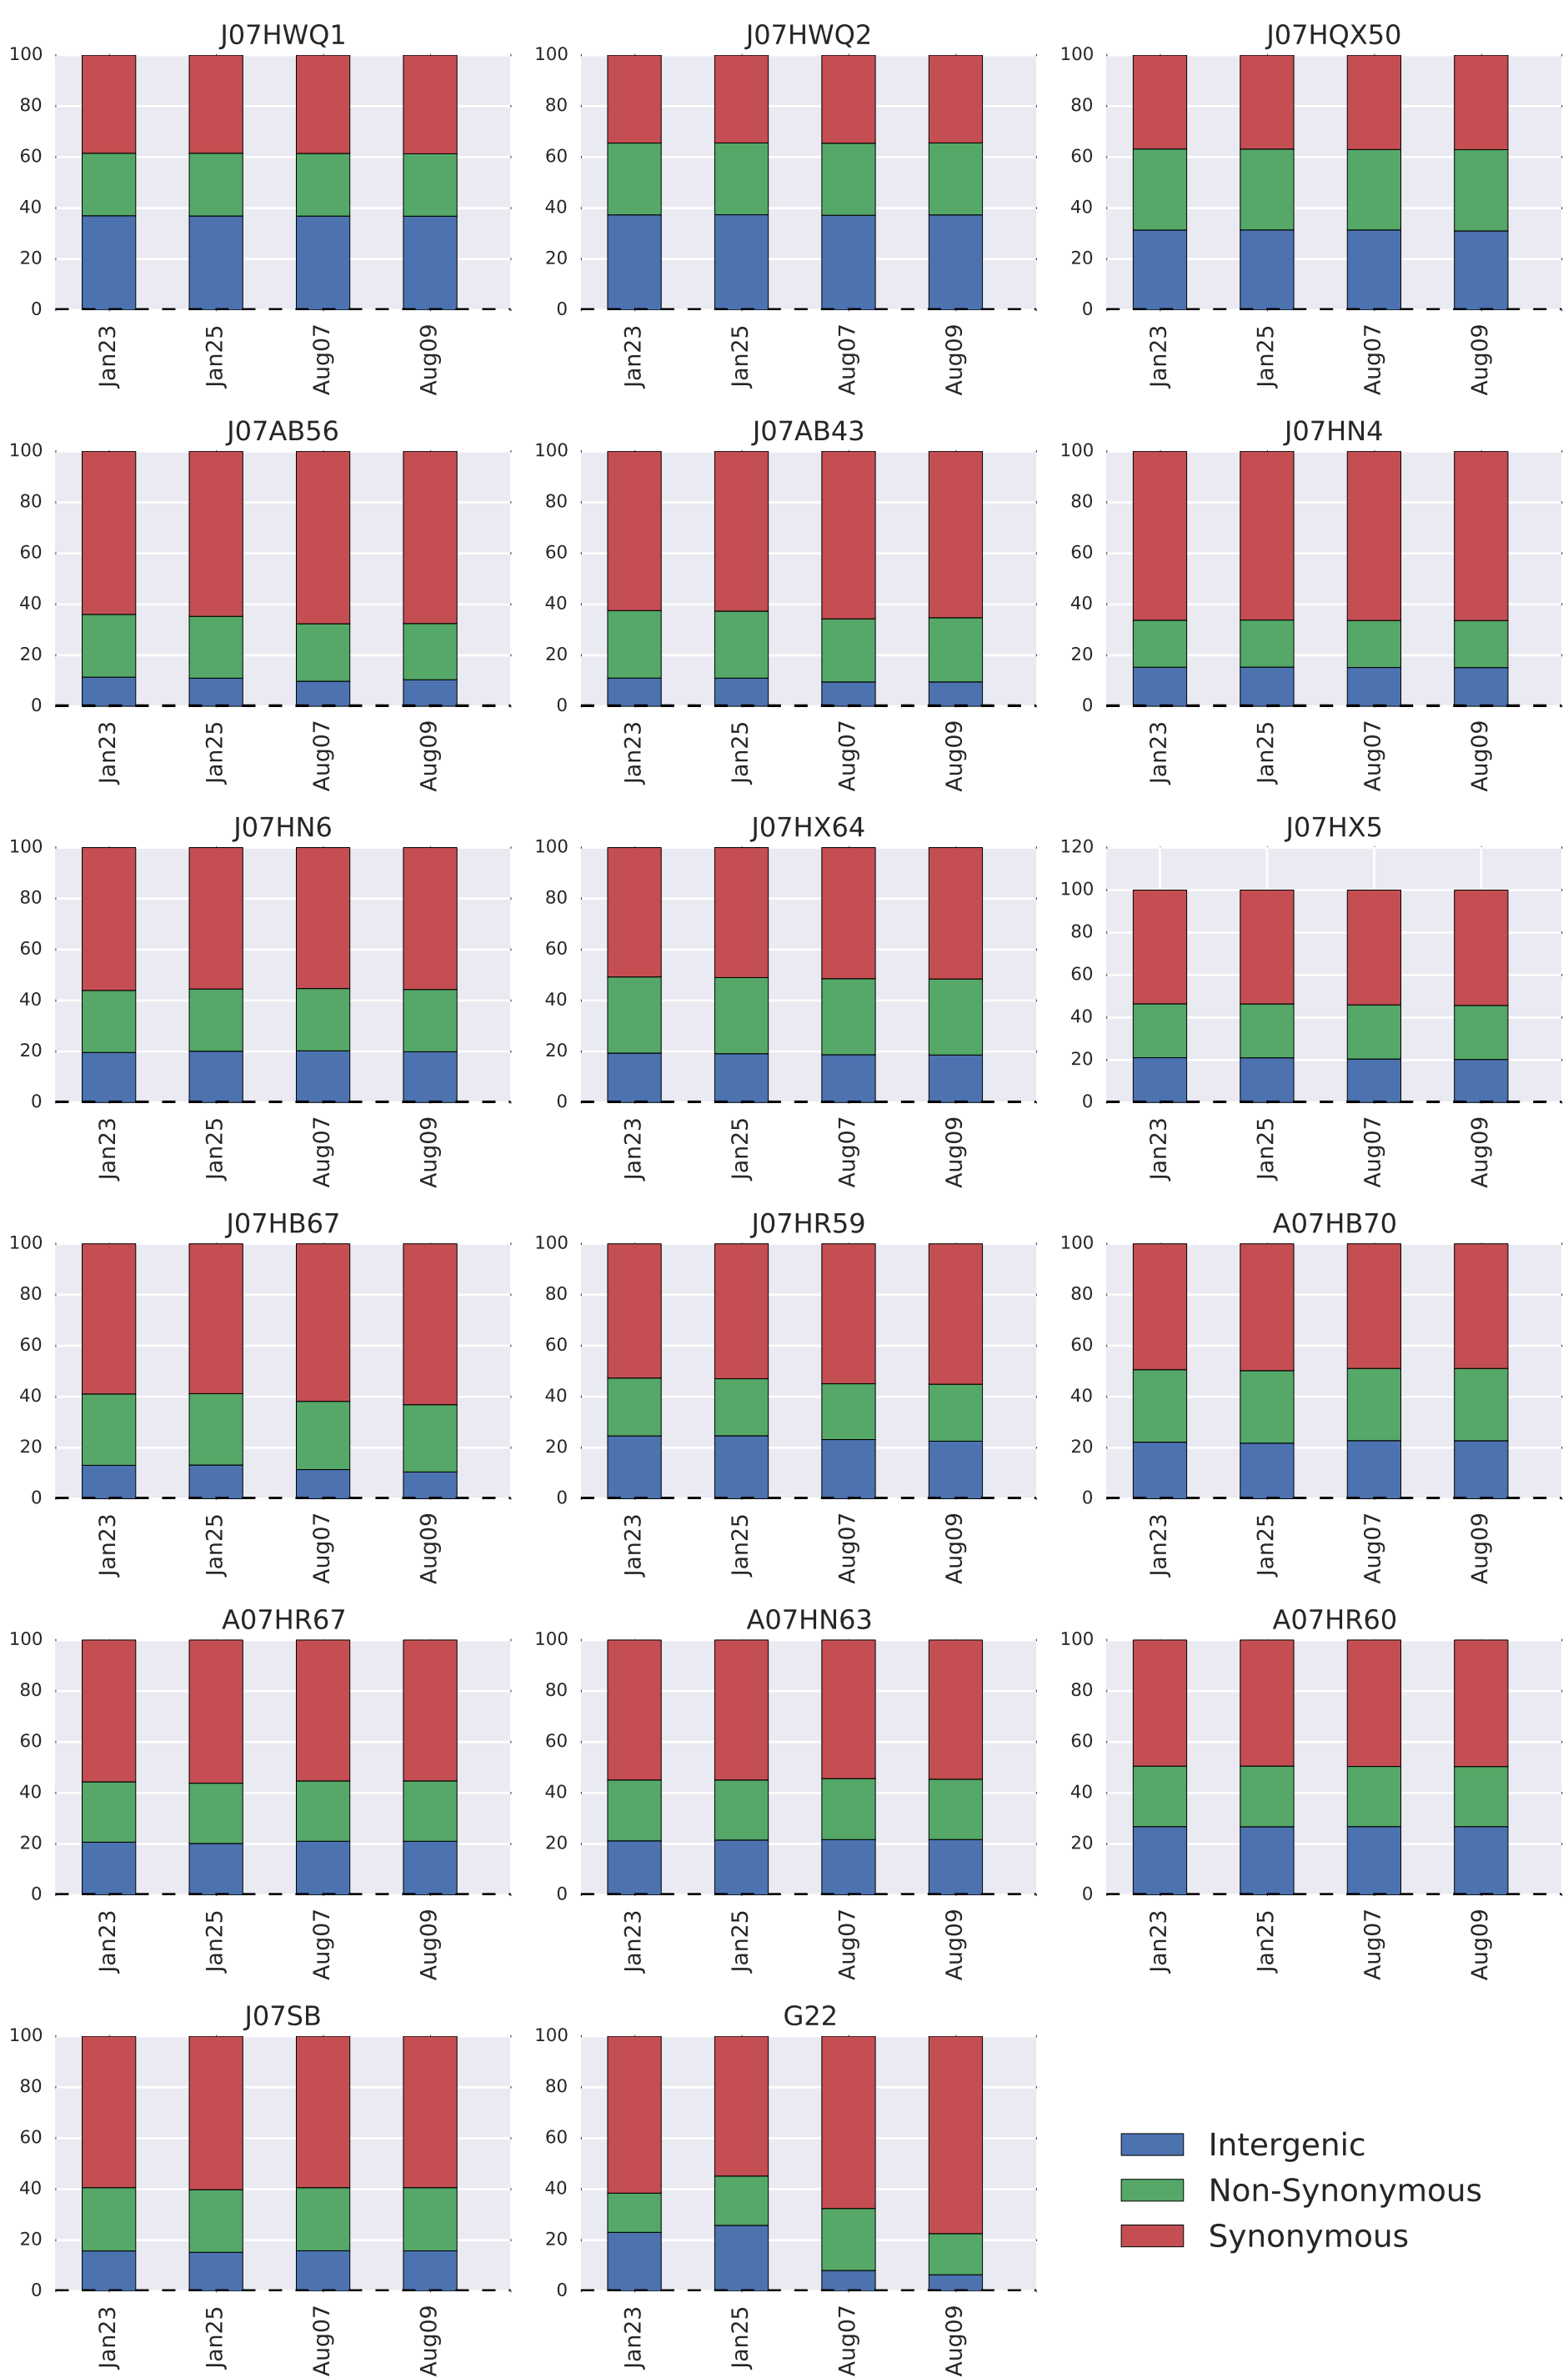 J07HWQ1 J07HWQ2 J07HQX50
100 100 100
80 80 80
60 60 60
40 40 40
20 20 20
0 0 0
Jan23 Jan25 Aug07 Aug09 Jan23 Jan25 Aug07 Aug09 Jan23 Jan25 Aug07 Aug09
J07AB56 J07AB43 J07HN4
100 100 100
80 80 80
60 60 60
40 40 40
20 20 20
0 0 0
Jan23 Jan25 Aug07 Aug09 Jan23 Jan25 Aug07 Aug09 Jan23 Jan25 Aug07 Aug09
J07HN6 J07HX64 J07HX5
100 100 120
80 80 100
60 60 80
40 40 60
20 20 40
0 0 20
0
Jan23 Jan25 Aug07 Aug09 Jan23 Jan25 Aug07 Aug09 Jan23 Jan25 Aug07 Aug09
J07HB67 J07HR59 A07HB70
100 100 100
80 80 80
60 60 60
40 40 40
20 20 20
0 0 0
Jan23 Jan25 Aug07 Aug09 Jan23 Jan25 Aug07 Aug09 Jan23 Jan25 Aug07 Aug09
A07HR67 A07HN63 A07HR60
100 100 100
80 80 80
60 60 60
40 40 40
20 20 20
0 0 0
Jan23 Jan25 Aug07 Aug09 Jan23 Jan25 Aug07 Aug09 Jan23 Jan25 Aug07 Aug09
J07SB G22
100 100
80 80
60 60
40 40
20 20
0 0
Jan23 Jan25 Aug07 Aug09 Jan23 Jan25 Aug07 Aug09
Intergenic
Non-Synonymous
Synonymous